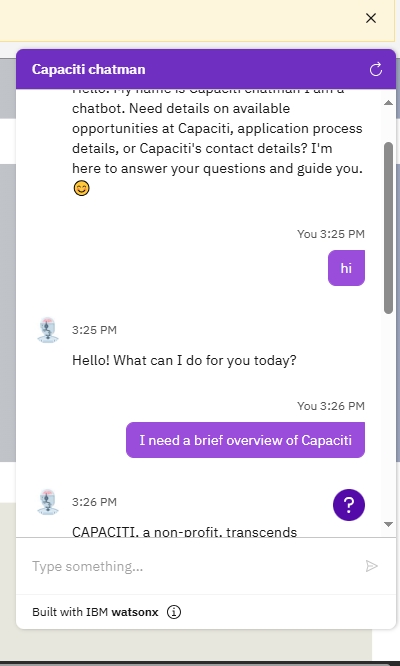 Capaciti chatman
Hello! My name is Capaciti chatman I am a
chatbot. Need details on available
opportunities at Capaciti, application process
details, or Capaciti's contact details? I'm
here to answer your questions and guide you.
😊
You 3:25 PM
hi
3:25 PM
Hello! What can I do for you today?
You 3:26 PM
I need a brief overview of Capaciti
3:26 PM
?
CAPACITI, a non-profit, transcends
Type something...
Built with IBM watsonx